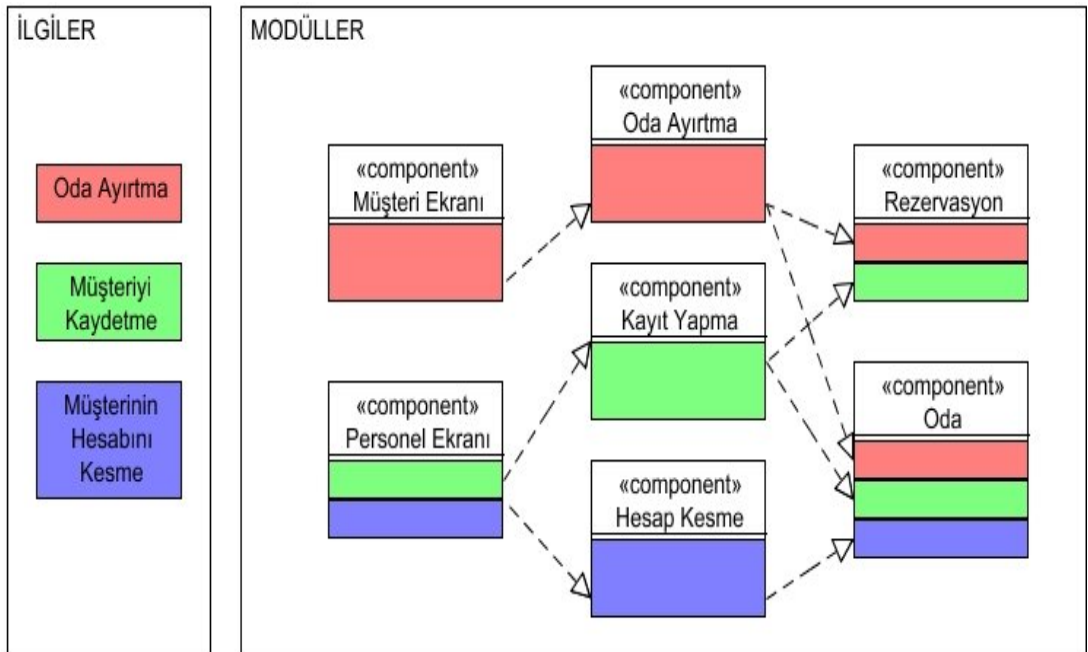 İLGİLER
Oda Ayırtma
Müşteriyi
Kaydetme
Müşterinin
Hesabını
Kesme
MODÜLLER
«component»
Müşteri Ekranı
«component»
Personel Ekranı
«component»
Oda Ayırtma
«component»
Kayıt Yapma
«component»
Hesap Kesme
«component»
Rezervasyon
«component»
Oda